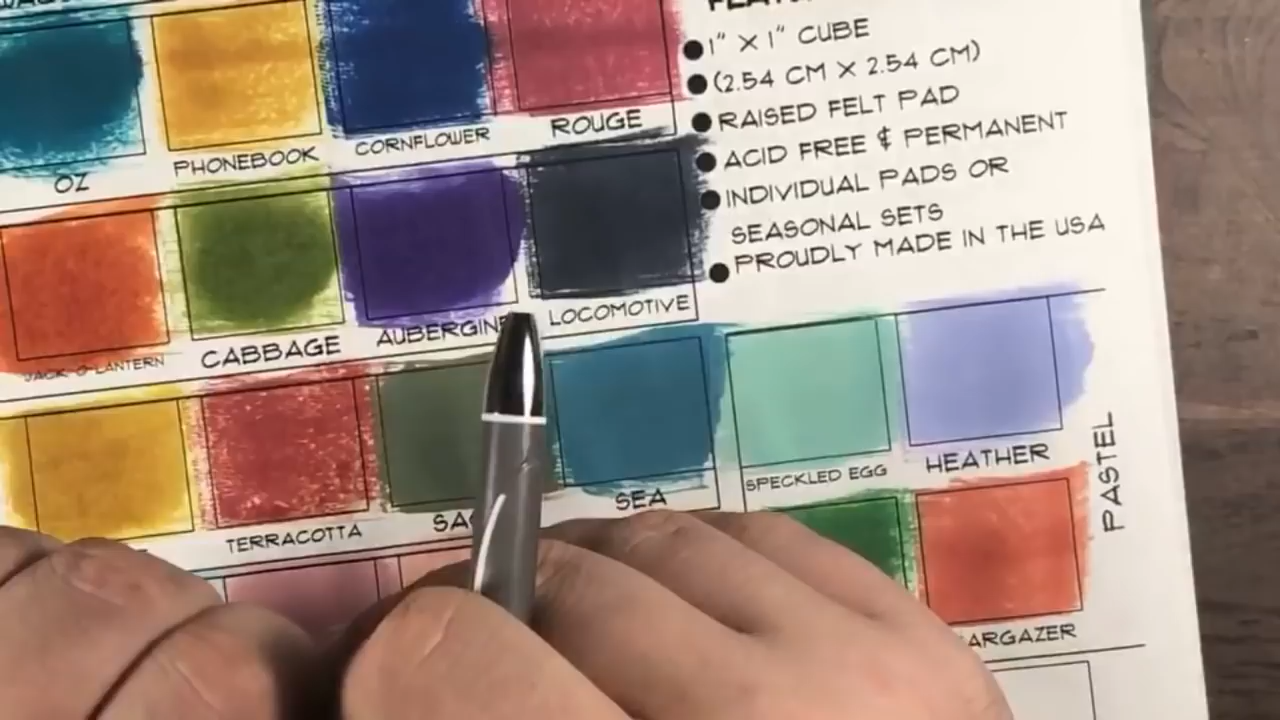 1" X 1" CUBE
(2.54 CM X 2.54 CM)
RAISED FELT PAD
ACID FREE & PERMANENT
INDIVIDUAL PADS OR
SEASONAL SETS
PROUDLY MADE IN THE USA
OZ
PHONEBOOK
CORNFLOWER
ROUGE
JACK-O-LANTERN
CABBAGE
AUBERGINE
LOCOMOTIVE
TERRACOTTA
SEA
SPECKLED EGG
HEATHER
PASTEL